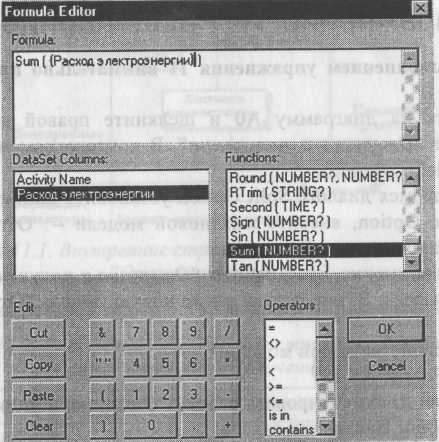 Formula Editor
Formula:
Sum ( {Расход электроэнергии} )
DataSet Columns:
Activity Name
Расход электроэнергии
Functions:
Round ( NUMBER?, NUMBER?
RTrim ( STRING? )
Second ( TIME? )
Sign ( NUMBER? )
Sin ( NUMBER? )
Sum ( NUMBER? )
Tan ( NUMBER? )
Edit
Cut
Copy
Paste
Clear
& 7 8 9 /
"" 4 5 6 *
( 1 2 3 -
) 0 . +
Operators
=
<>
>
<
>=
<=
is in
contains
OK
Cancel